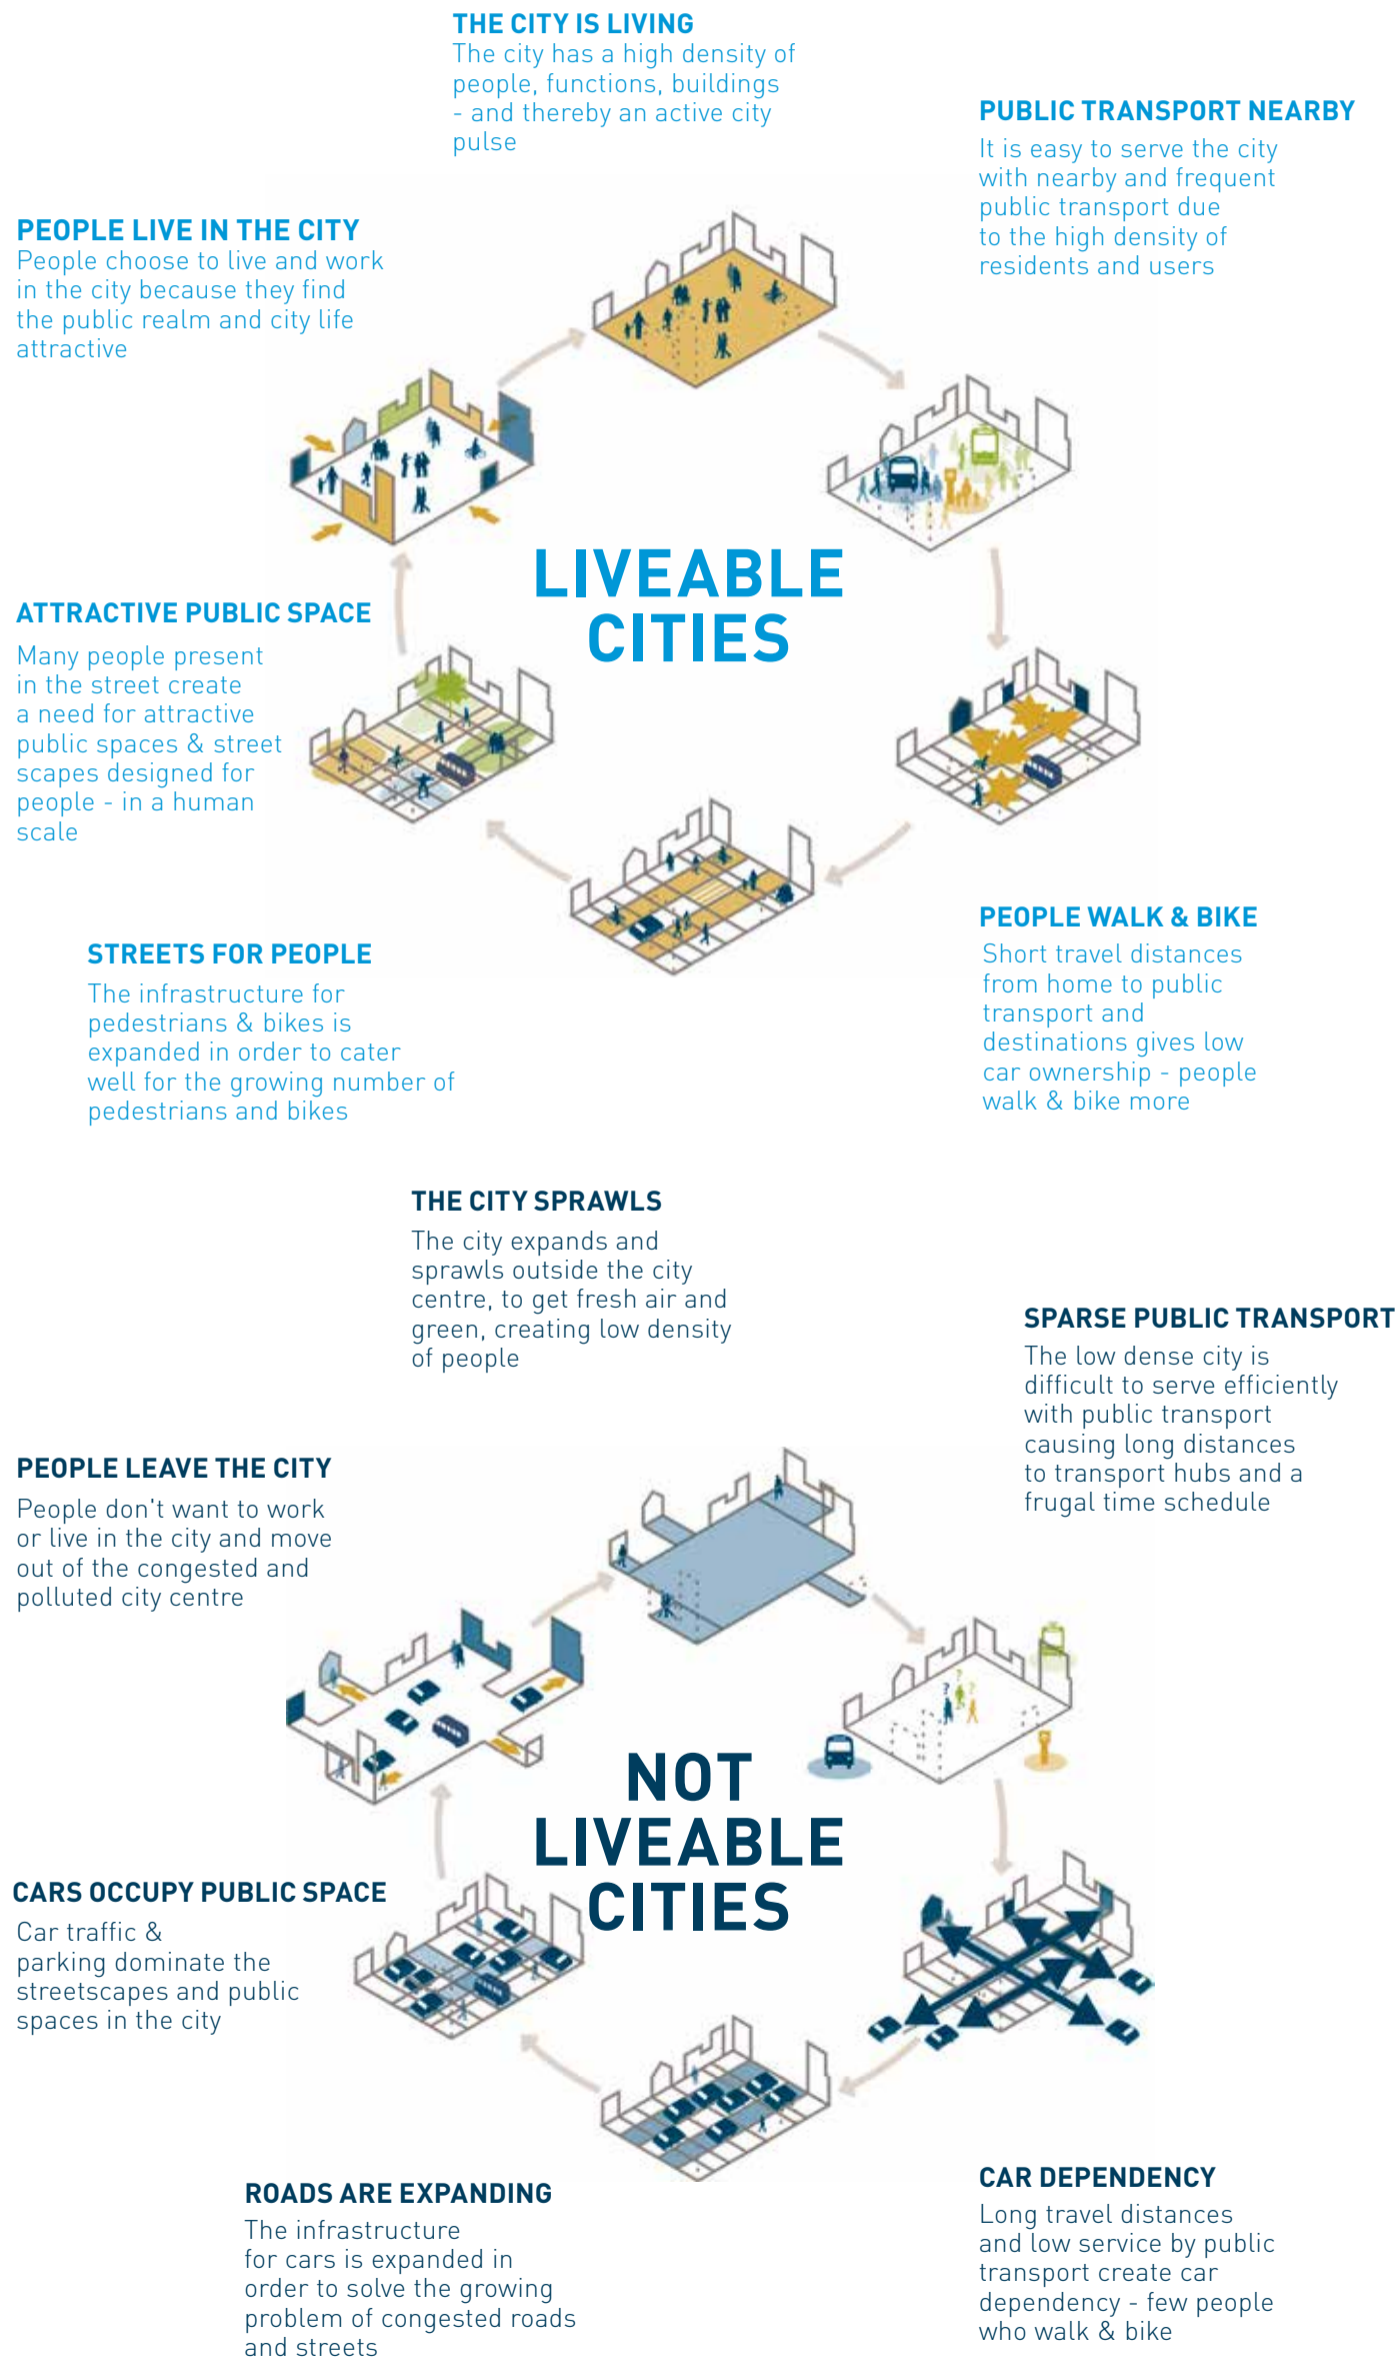 THE CITY IS LIVING
The city has a high density of
people, functions, buildings
- and thereby an active city
pulse
PUBLIC TRANSPORT NEARBY
It is easy to serve the city
with nearby and frequent
public transport due
to the high density of
residents and users
PEOPLE LIVE IN THE CITY
People choose to live and work
in the city because they find
the public realm and city life
attractive
LIVEABLE
CITIES
ATTRACTIVE PUBLIC SPACE
Many people present
in the street create
a need for attractive
public spaces & street
scapes designed for
people - in a human
scale
STREETS FOR PEOPLE
The infrastructure for
pedestrians & bikes is
expanded in order to cater
well for the growing number of
pedestrians and bikes
PEOPLE WALK & BIKE
Short travel distances
from home to public
transport and
destinations gives low
car ownership - people
walk & bike more
THE CITY SPRAWLS
The city expands and
sprawls outside the city
centre, to get fresh air and
green, creating low density
of people
SPARSE PUBLIC TRANSPORT
The low dense city is
difficult to serve efficiently
with public transport
causing long distances
to transport hubs and a
frugal time schedule
PEOPLE LEAVE THE CITY
People don't want to work
or live in the city and move
out of the congested and
polluted city centre
? ? ?
NOT
LIVEABLE
CITIES
CARS OCCUPY PUBLIC SPACE
Car traffic &
parking dominate the
streetscapes and public
spaces in the city
ROADS ARE EXPANDING
The infrastructure
for cars is expanded in
order to solve the growing
problem of congested roads
and streets
CAR DEPENDENCY
Long travel distances
and low service by public
transport create car
dependency - few people
who walk & bike